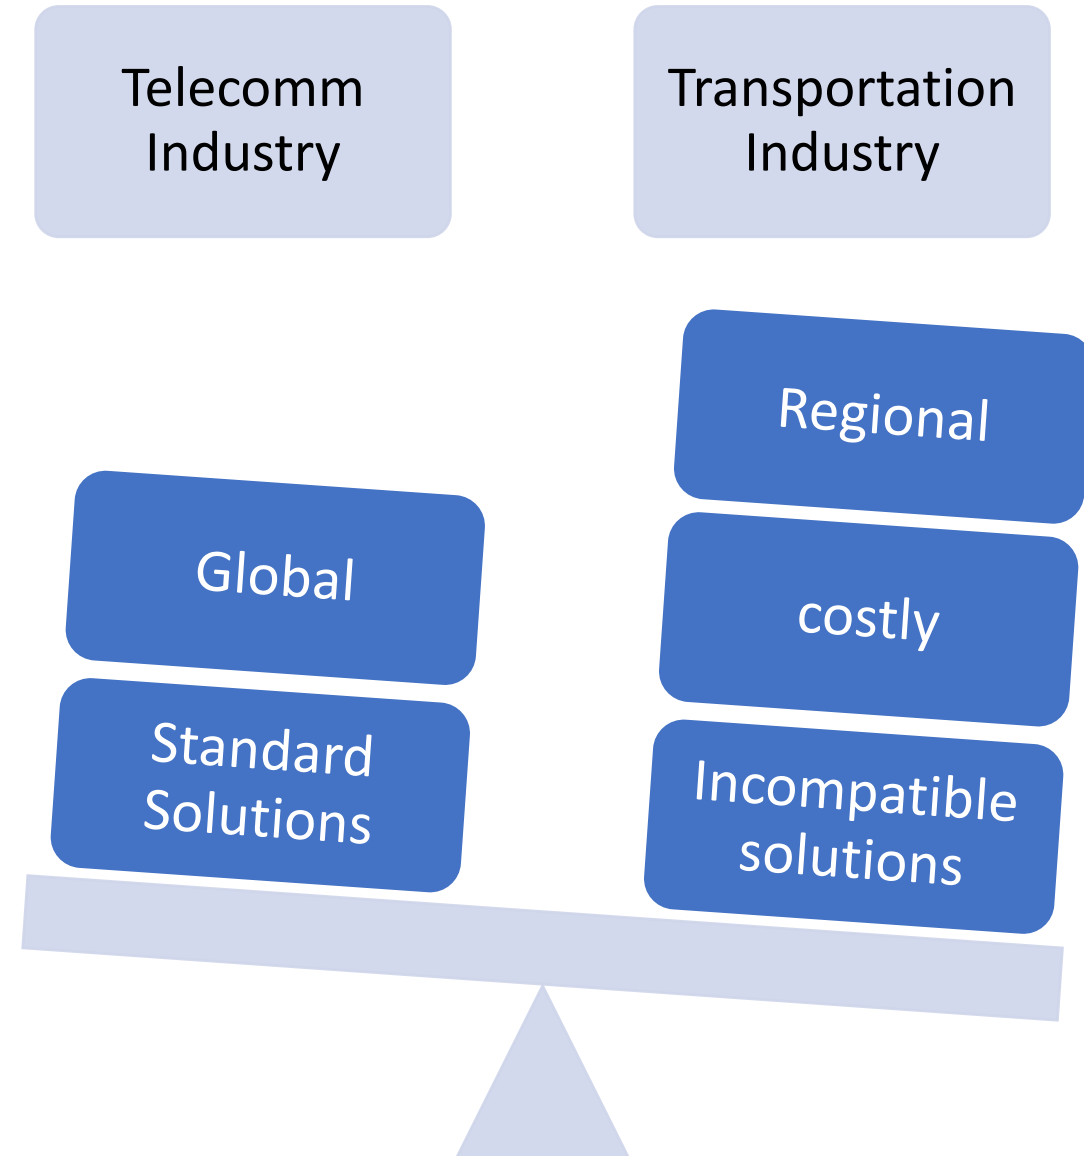 Telecomm
Industry
Transportation
Industry
Global
Standard
Solutions
Regional
costly
Incompatible
solutions